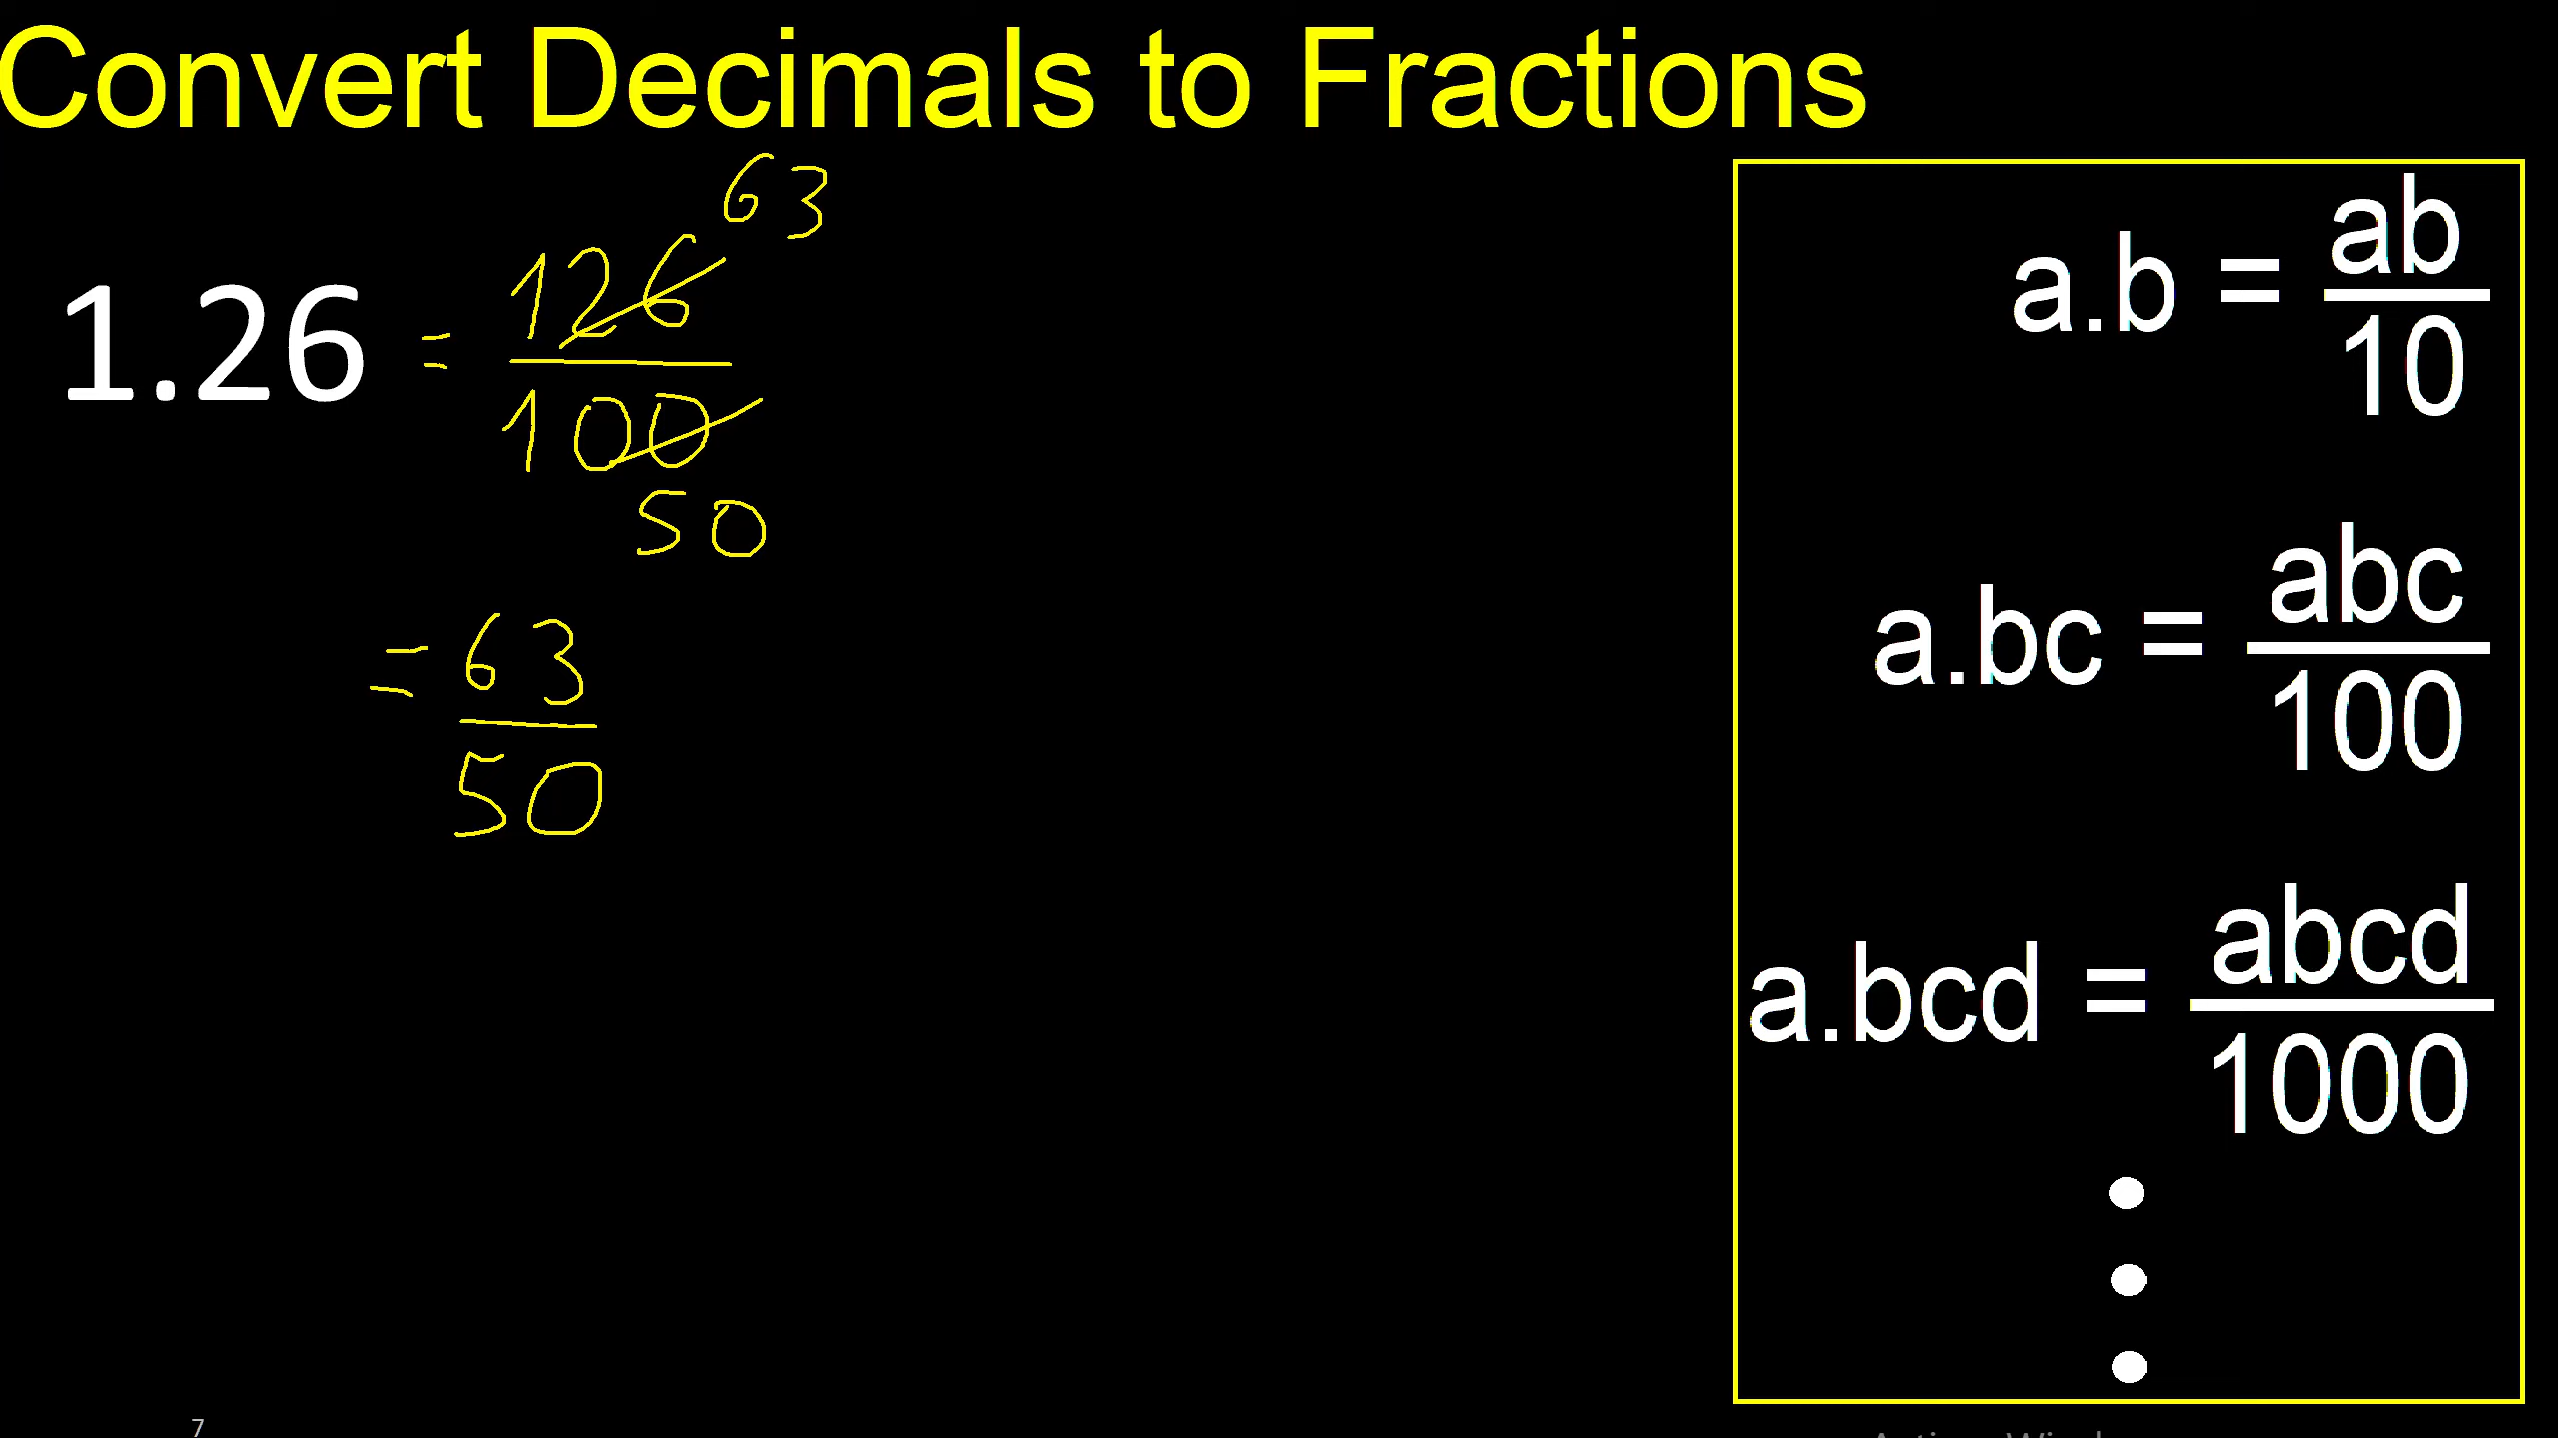 Convert Decimals to Fractions
63
1.26 = 126/100
50
= 63/50
a.b = ab/10
a.bc = abc/100
a.bcd = abcd/1000
7